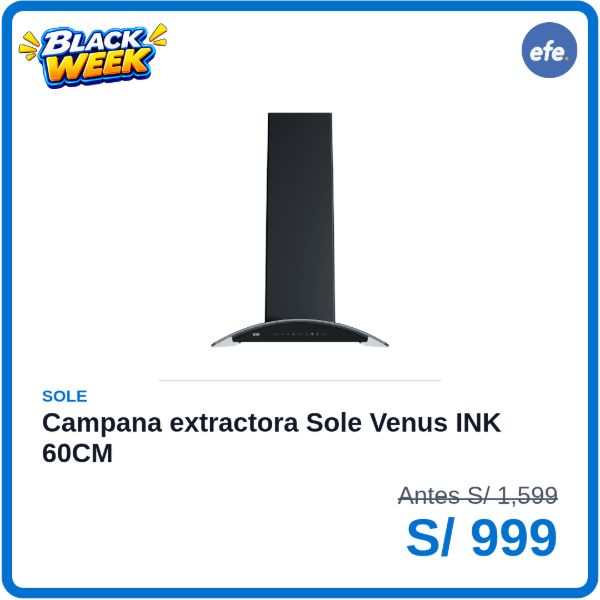 BLACK
WEEK
efe.
SOLE
Campana extractora Sole Venus INK
60CM
Antes S/ 1,599
S/ 999